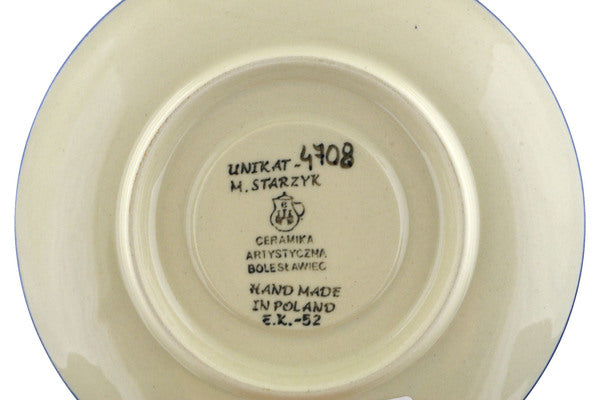 UNIKAT-4708
M. STARZYK
CERAMIKA
ARTYSTYCZNA
BOLESŁAWIEC
HAND MADE
IN POLAND
E.K.-52